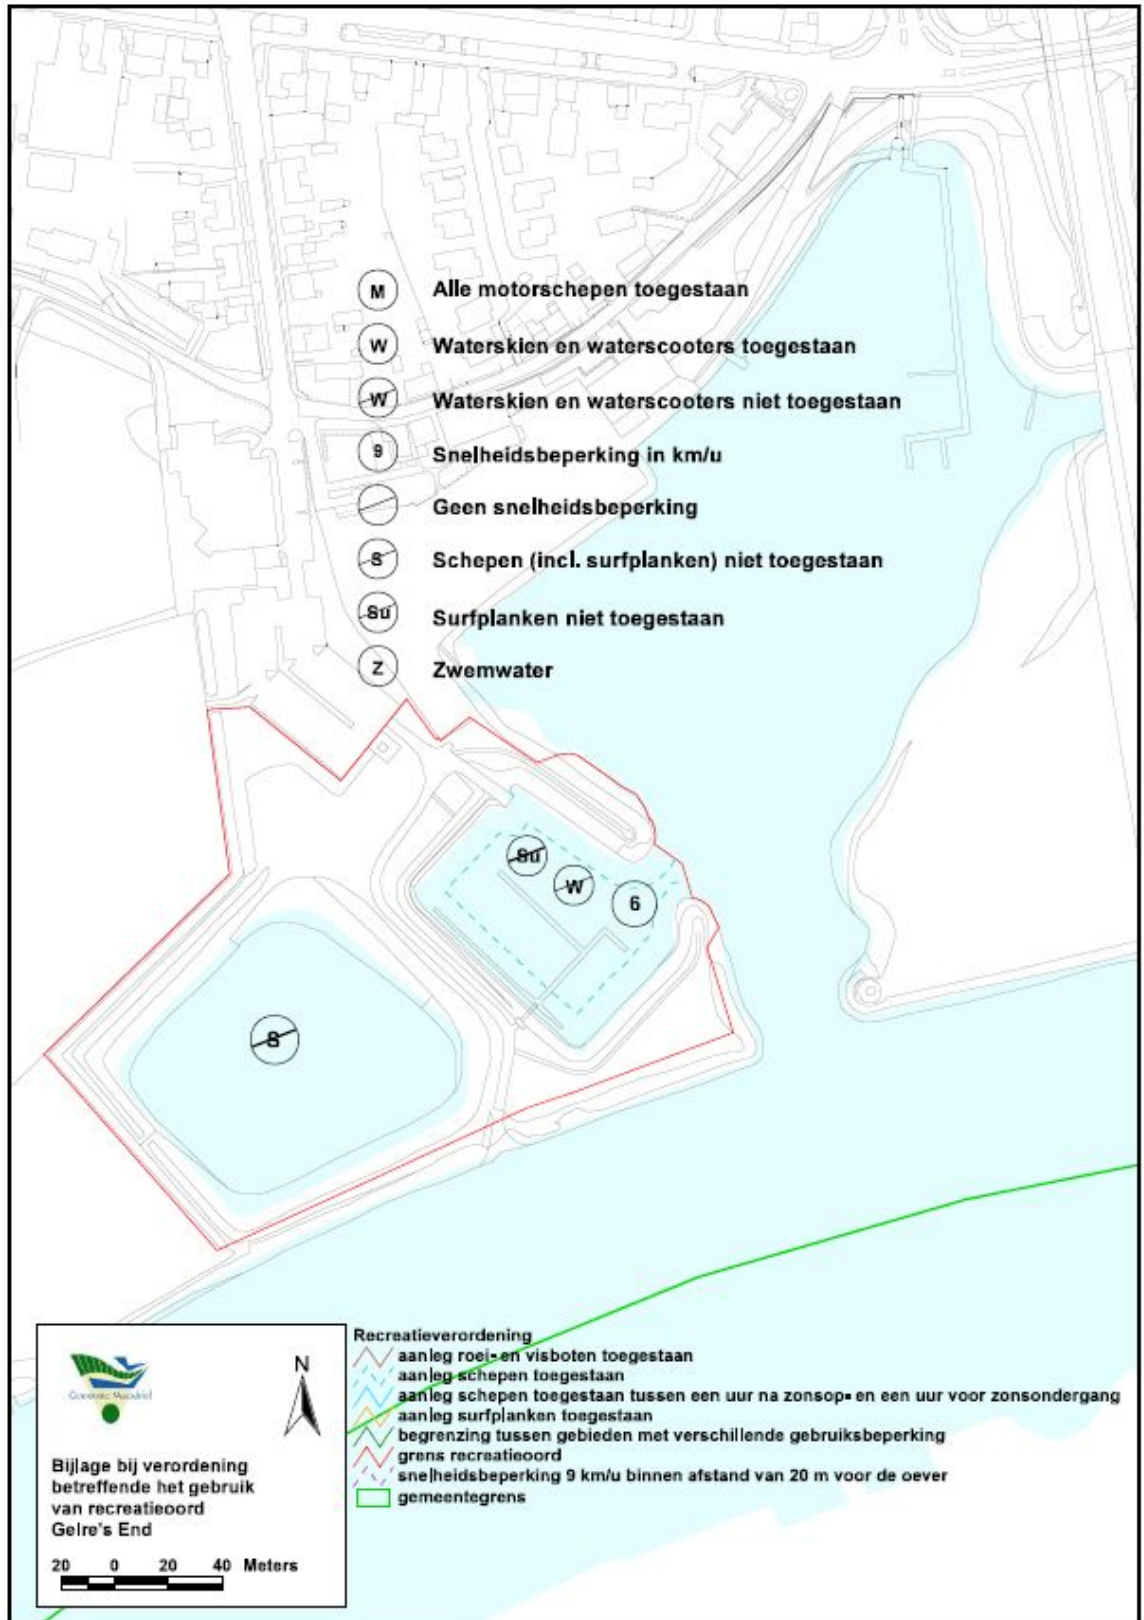 M Alle motorschepen toegestaan
W Waterskien en waterscooters toegestaan
W Waterskien en waterscooters niet toegestaan
9 Snelheidsbeperking in km/u
Geen snelheidsbeperking
S Schepen (incl. surfplanken) niet toegestaan
Su Surfplanken niet toegestaan
Z Zwemwater
Su
W
6
S
Gemeente Maasdriel
N
Bijlage bij verordening
betreffende het gebruik
van recreatieoord
Gelre's End
20 0 20 40 Meters
Recreatieverordening
aanleg roei- en visboten toegestaan
aanleg schepen toegestaan
aanleg schepen toegestaan tussen een uur na zonsop- en een uur voor zonsondergang
aanleg surfplanken toegestaan
begrenzing tussen gebieden met verschillende gebruiksbeperking
grens recreatieoord
snelheidsbeperking 9 km/u binnen afstand van 20 m voor de oever
gemeentegrens